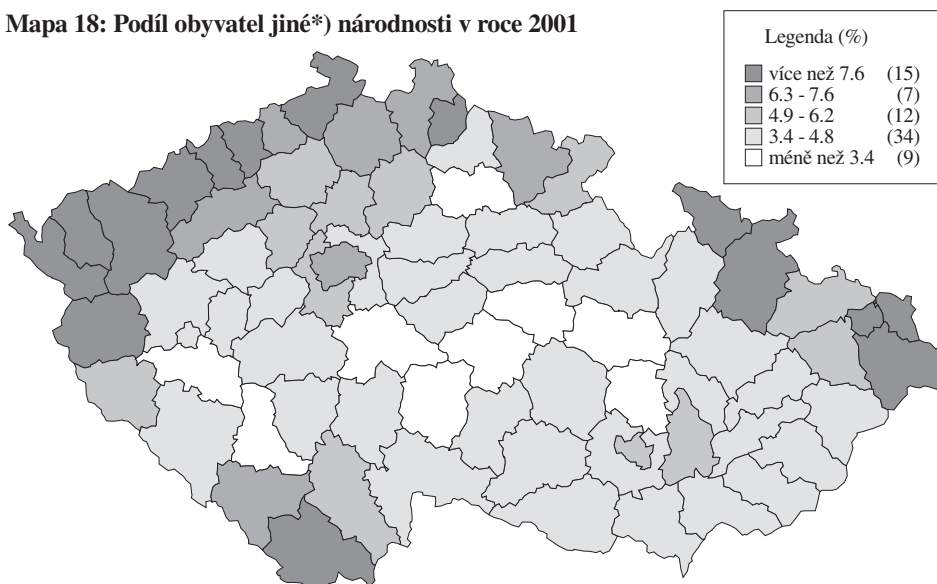 Mapa 18: Podíl obyvatel jiné*) národnosti v roce 2001
Legenda (%)
více než 7.6 (15)
6.3 - 7.6 (7)
4.9 - 6.2 (12)
3.4 - 4.8 (34)
méně než 3.4 (9)